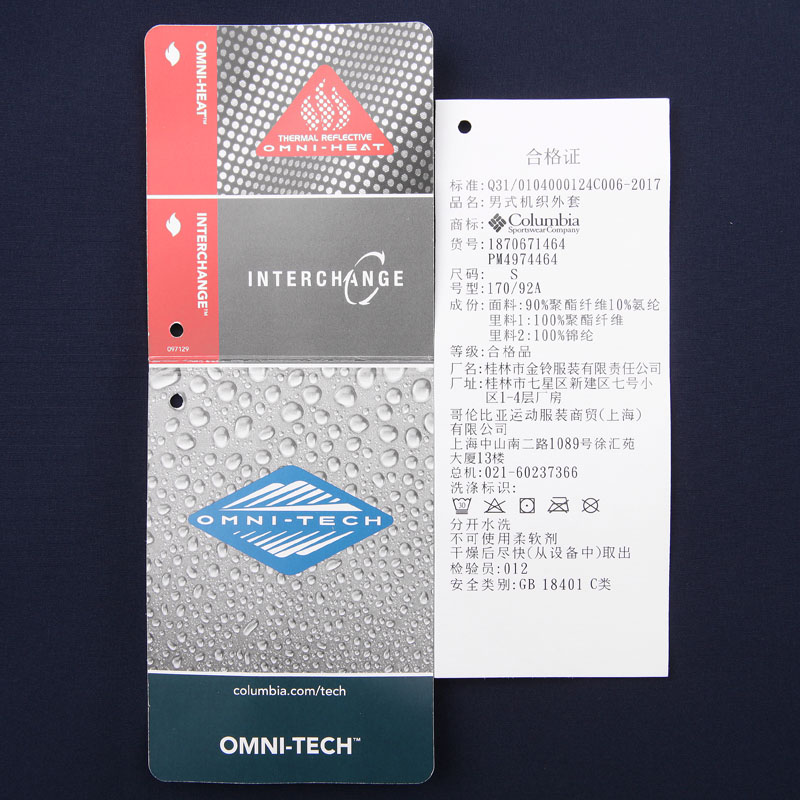 OMNI-HEAT™
THERMAL REFLECTIVE
OMNI-HEAT
INTERCHANGE™
INTERCHANGE
097129
OMNI-TECH
columbia.com/tech
OMNI-TECH™
合格证
标准:Q31/0104000124C006-2017
品名:男式机织外套
商标:Columbia
Sportswear Company
货号:1870671464
PM4974464
尺码: S
号型:170/92A
成份:面料:90%聚酯纤维10%氨纶
里料1:100%聚酯纤维
里料2:100%锦纶
等级:合格品
厂名:桂林市金铃服装有限责任公司
厂址:桂林市七星区新建区七号小
区1-4层厂房
哥伦比亚运动服装商贸(上海)
有限公司
上海中山南二路1089号徐汇苑
大厦13楼
总机:021-60237366
洗涤标识:
30
分开水洗
不可使用柔软剂
干燥后尽快(从设备中)取出
检验员:012
安全类别:GB 18401 C类